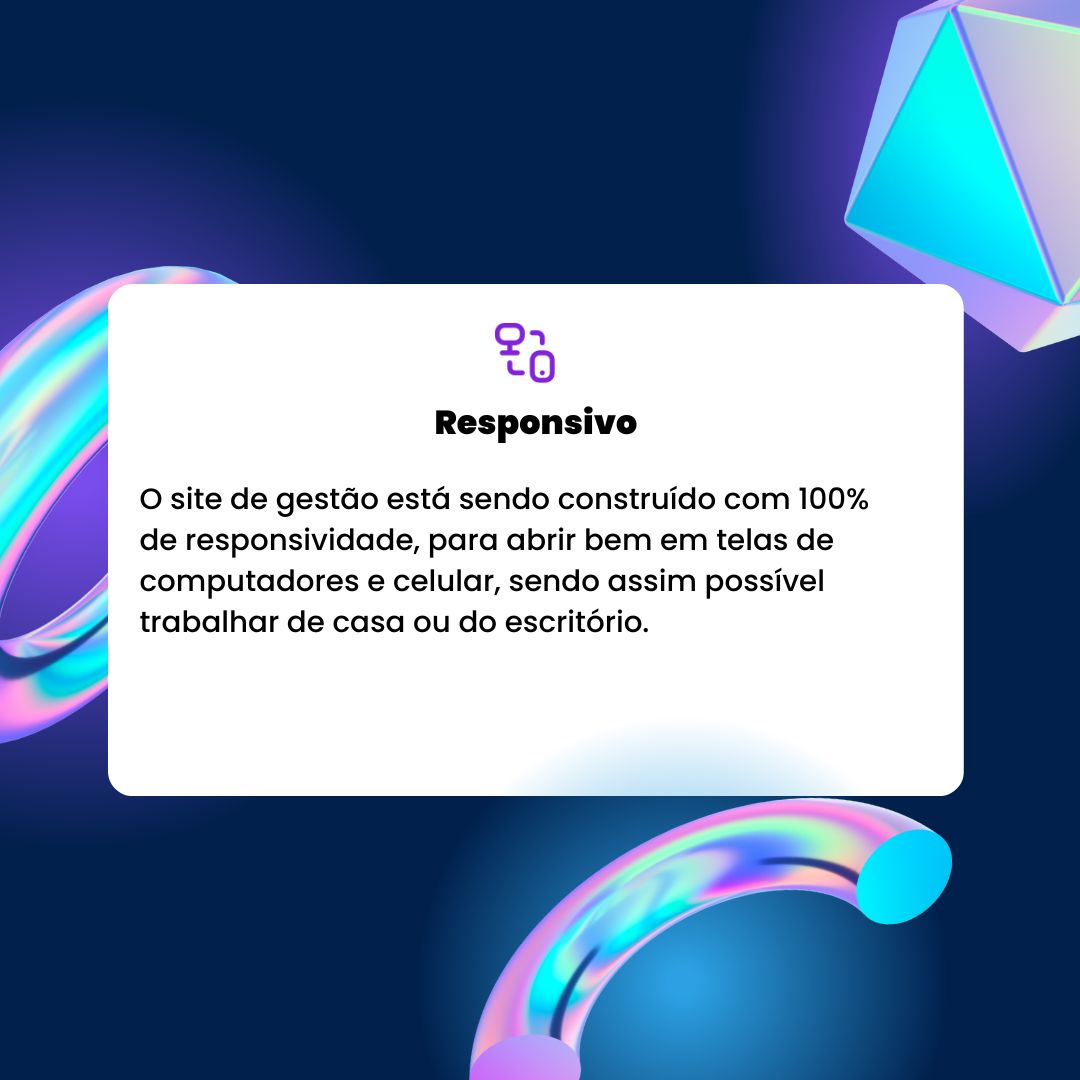 Responsivo
O site de gestão está sendo construído com 100%
de responsividade, para abrir bem em telas de
computadores e celular, sendo assim possível
trabalhar de casa ou do escritório.